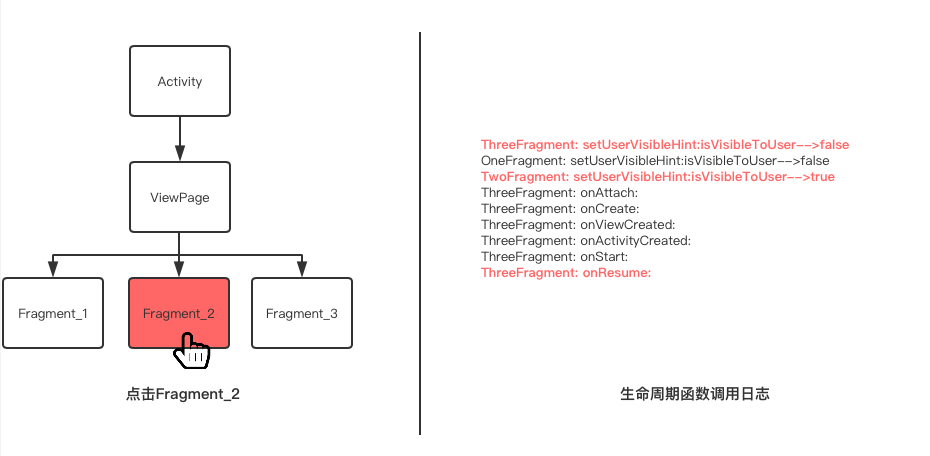 Activity
ViewPage
Fragment_1
Fragment_2
Fragment_3
点击Fragment_2
ThreeFragment: setUserVisibleHint:isVisibleToUser-->false
OneFragment: setUserVisibleHint:isVisibleToUser-->false
TwoFragment: setUserVisibleHint:isVisibleToUser-->true
ThreeFragment: onAttach:
ThreeFragment: onCreate:
ThreeFragment: onViewCreated:
ThreeFragment: onActivityCreated:
ThreeFragment: onStart:
ThreeFragment: onResume:
生命周期函数调用日志